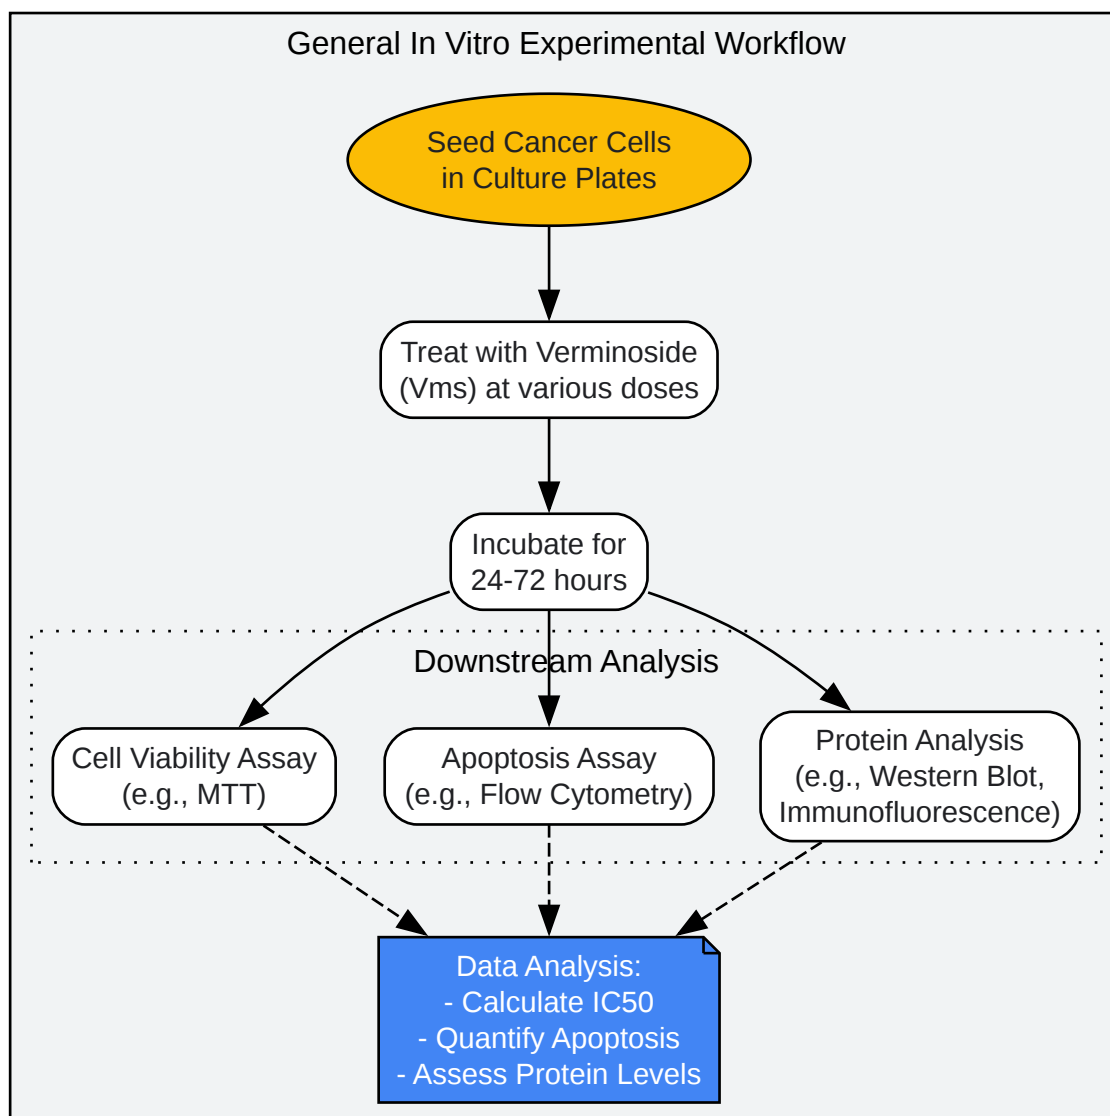 General In Vitro Experimental Workflow
Seed Cancer Cells
in Culture Plates
Treat with Verminoside
(Vms) at various doses
Incubate for
24-72 hours
Downstream Analysis
Cell Viability Assay
(e.g., MTT)
Apoptosis Assay
(e.g., Flow Cytometry)
Protein Analysis
(e.g., Western Blot,
Immunofluorescence)
Data Analysis:
- Calculate IC50
- Quantify Apoptosis
- Assess Protein Levels